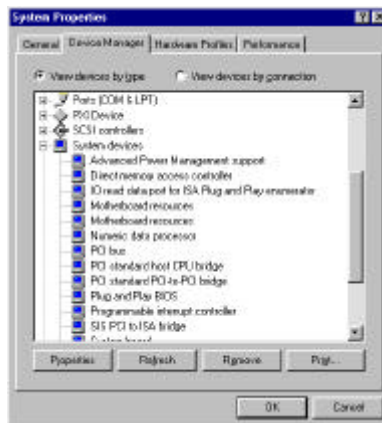 System Properties
General Device Manager Hardware Profiles Performance
View devices by type View devices by connection
Ports (COM & LPT)
PXI Device
SCSI controllers
System devices
Advanced Power Management support
Direct memory access controller
IO read data port for ISA Plug and Play enumerator
Motherboard resources
Motherboard resources
Numeric data processor
PCI bus
PCI standard host CPU bridge
PCI standard PCI-to-PCI bridge
Plug and Play BIOS
Programmable interrupt controller
SIS PCI to ISA bridge
System board
Properties Refresh Remove Print...
OK Cancel